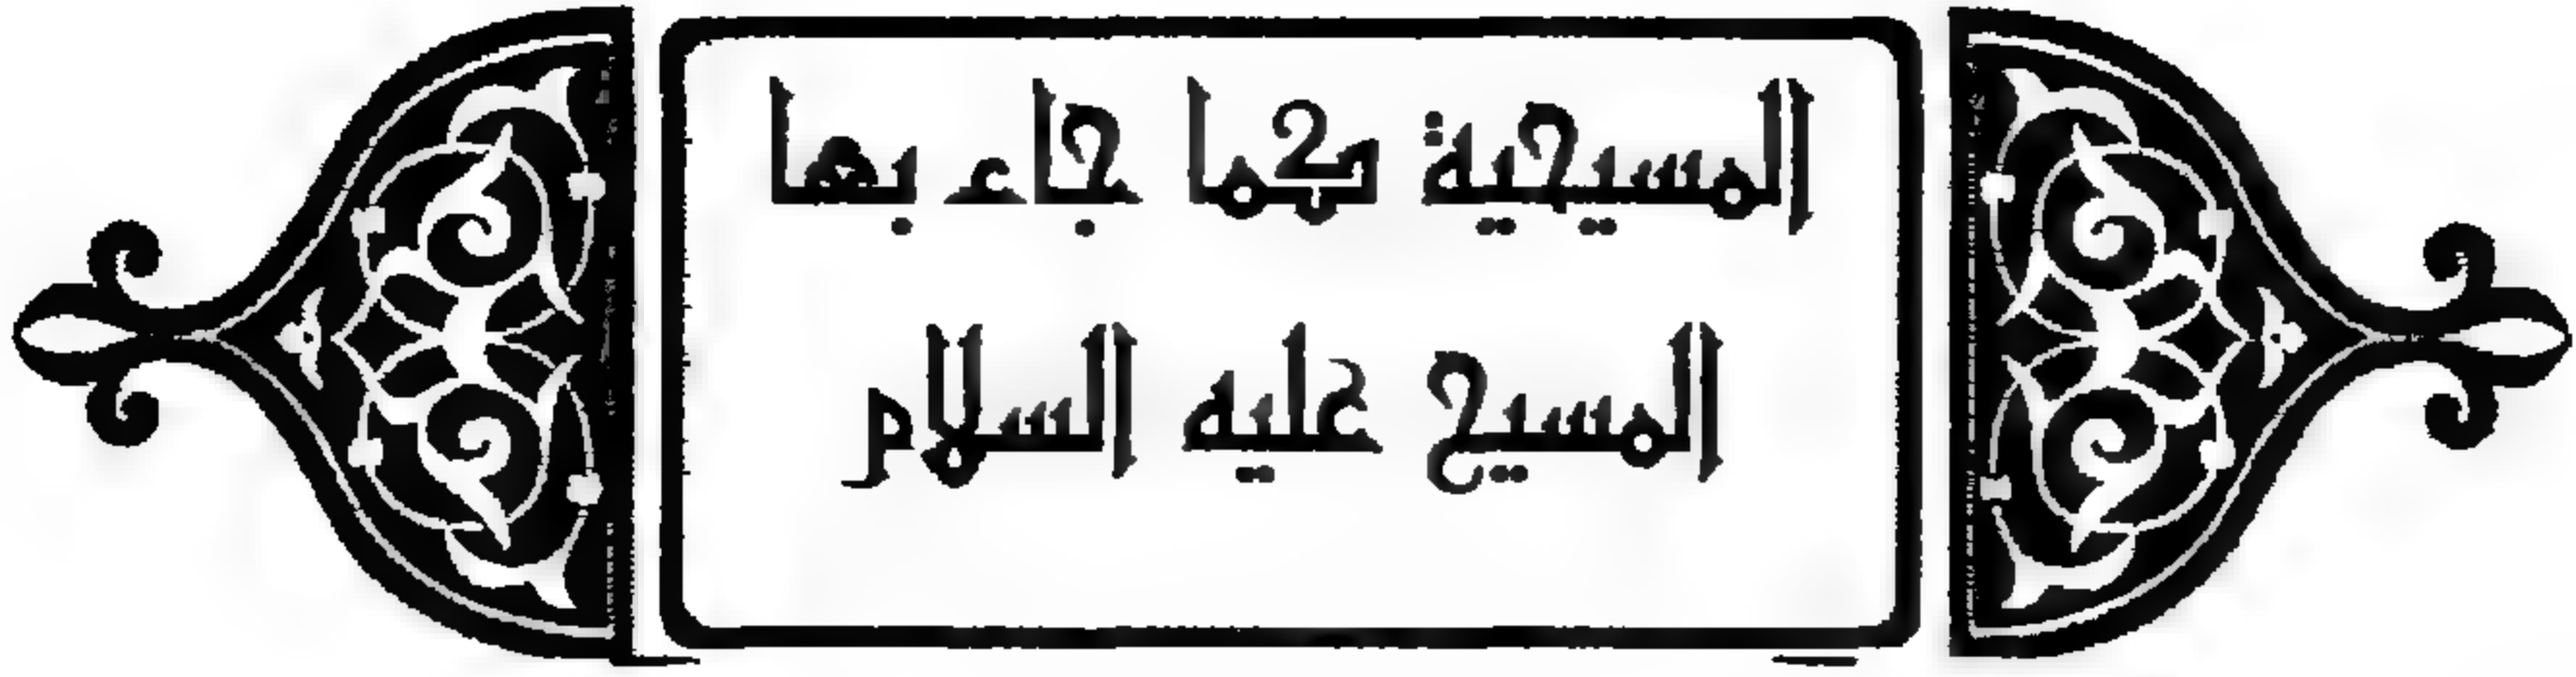 المسيحية كما جاء بها
المسيح عليه السلام